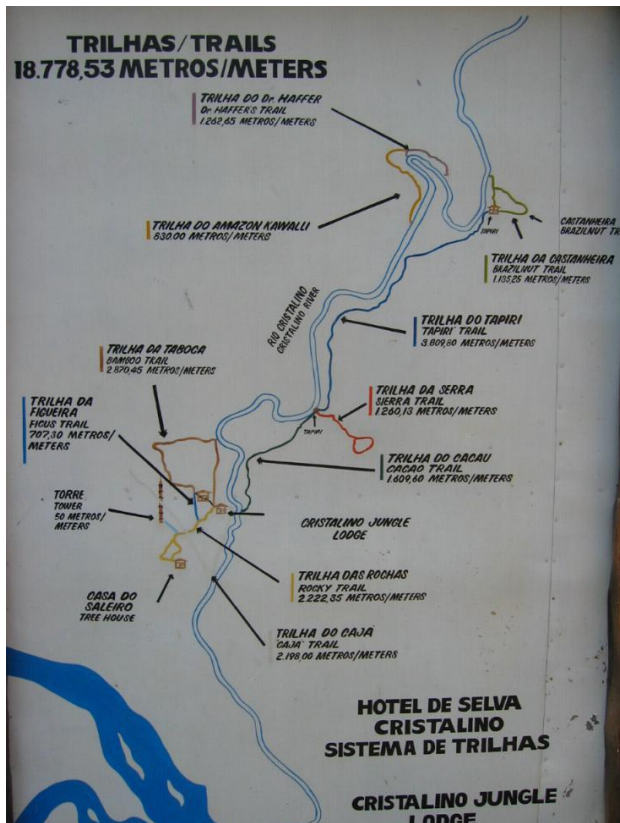 TRILHAS/TRAILS
18.778,53 METROS/METERS
TRILHA DO Dr. HAFFER
Dr. HAFFER'S TRAIL
1.262,65 METROS/METERS
TRILHA DO AMAZON KAWALLI
830.00 METROS/METERS
CASTANHEIRA
BRAZILNUT TR
TAPIRI
TRILHA DA CASTANHEIRA
BRAZILNUT TRAIL
1.135,25 METROS/METERS
RIO CRISTALINO
CRISTALINO RIVER
TRILHA DO TAPIRI
'TAPIRI' TRAIL
3.809,80 METROS/METERS
TRILHA DA TABOCA
BAMBOO TRAIL
2.870,45 METROS/METERS
TRILHA DA SERRA
SIERRA TRAIL
1.260,13 METROS/METERS
TRILHA DA
FIGUEIRA
FICUS TRAIL
707,30 METROS/
METERS
TAPIRI
TRILHA DO CACAU
CACAO TRAIL
1.609,60 METROS/METERS
TORRE
TOWER
50 METROS/
METERS
CRISTALINO JUNGLE
LODGE
TRILHA DAS ROCHAS
ROCKY TRAIL
2.222,35 METROS/METERS
CASA DO
SALEIRO
TREE HOUSE
TRILHA DO CAJÁ
'CAJÁ' TRAIL
2.198,00 METROS/METERS
HOTEL DE SELVA
CRISTALINO
SISTEMA DE TRILHAS
CRISTALINO JUNGLE
LODGE